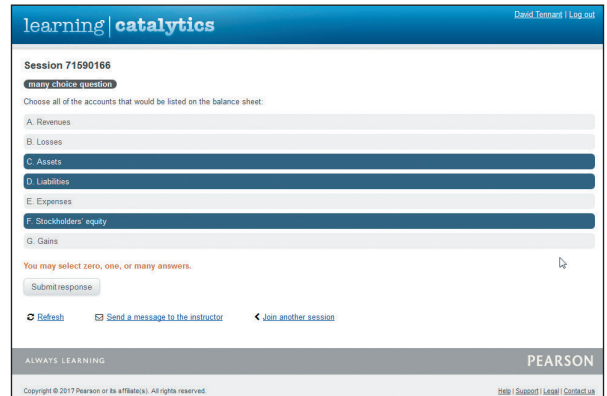 learning | catalytics
David Tennant | Log out
Session 71590166
many choice question
Choose all of the accounts that would be listed on the balance sheet:
A. Revenues
B. Losses
C. Assets
D. Liabilities
E. Expenses
F. Stockholders' equity
G. Gains
You may select zero, one, or many answers.
Submit response
Refresh Send a message to the instructor Join another session
ALWAYS LEARNING PEARSON
Copyright © 2017 Pearson or its affiliate(s). All rights reserved. Help | Support | Legal | Contact us